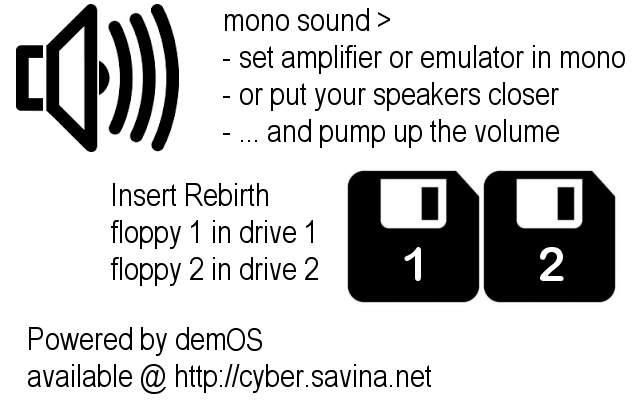 mono sound >
- set amplifier or emulator in mono
- or put your speakers closer
- ... and pump up the volume
Insert Rebirth
floppy 1 in drive 1
floppy 2 in drive 2
1 2
Powered by demOS
available @ http://cyber.savina.net